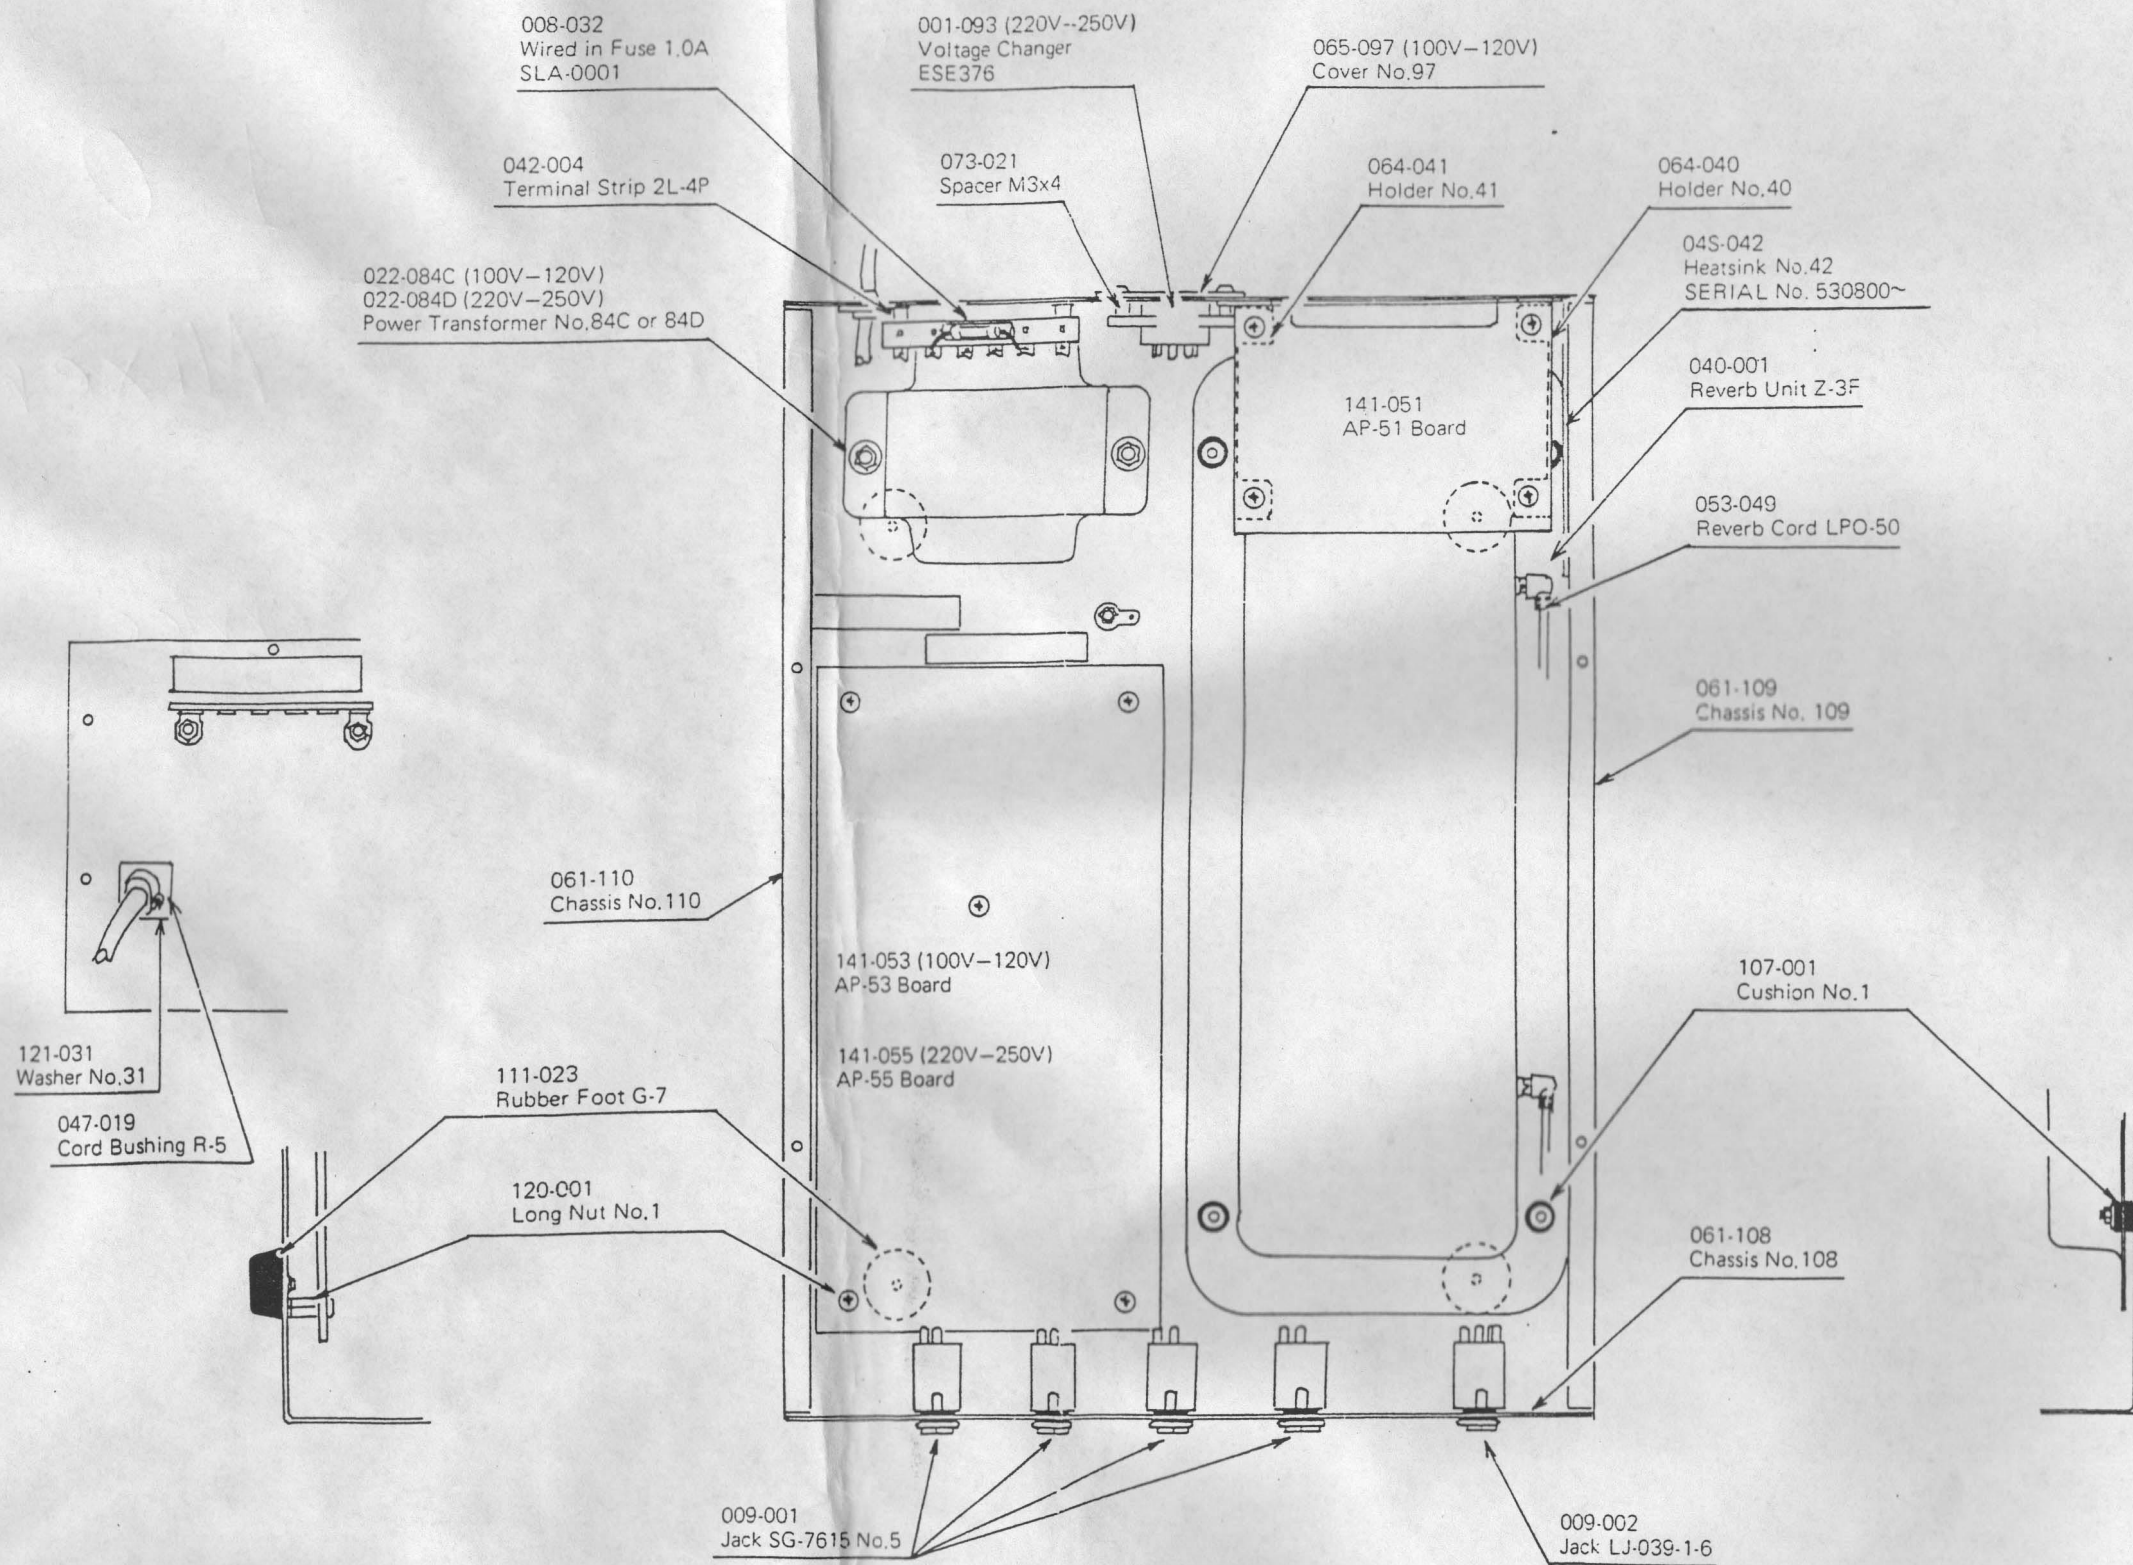 008-032
Wired in Fuse 1.0A
SLA-0001
001-093 (220V--250V)
Voltage Changer
ESE376
065-097 (100V—120V)
Cover No.97
042-004
Terminal Strip 2L-4P
073-021
Spacer M3x4
064-041
Holder No.41
064-040
Holder No.40
04S-042
Heatsink No.42
SERIAL No. 530800~
022-084C (100V—120V)
022-084D (220V—250V)
Power Transformer No.84C or 84D
040-001
Reverb Unit Z-3F
141-051
AP-51 Board
053-049
Reverb Cord LPO-50
061-109
Chassis No. 109
061-110
Chassis No.110
141-053 (100V—120V)
AP-53 Board
107-001
Cushion No.1
121-031
Washer No.31
141-055 (220V—250V)
AP-55 Board
111-023
Rubber Foot G-7
047-019
Cord Bushing R-5
120-001
Long Nut No.1
061-108
Chassis No.108
009-001
Jack SG-7615 No.5
009-002
Jack LJ-039-1-6